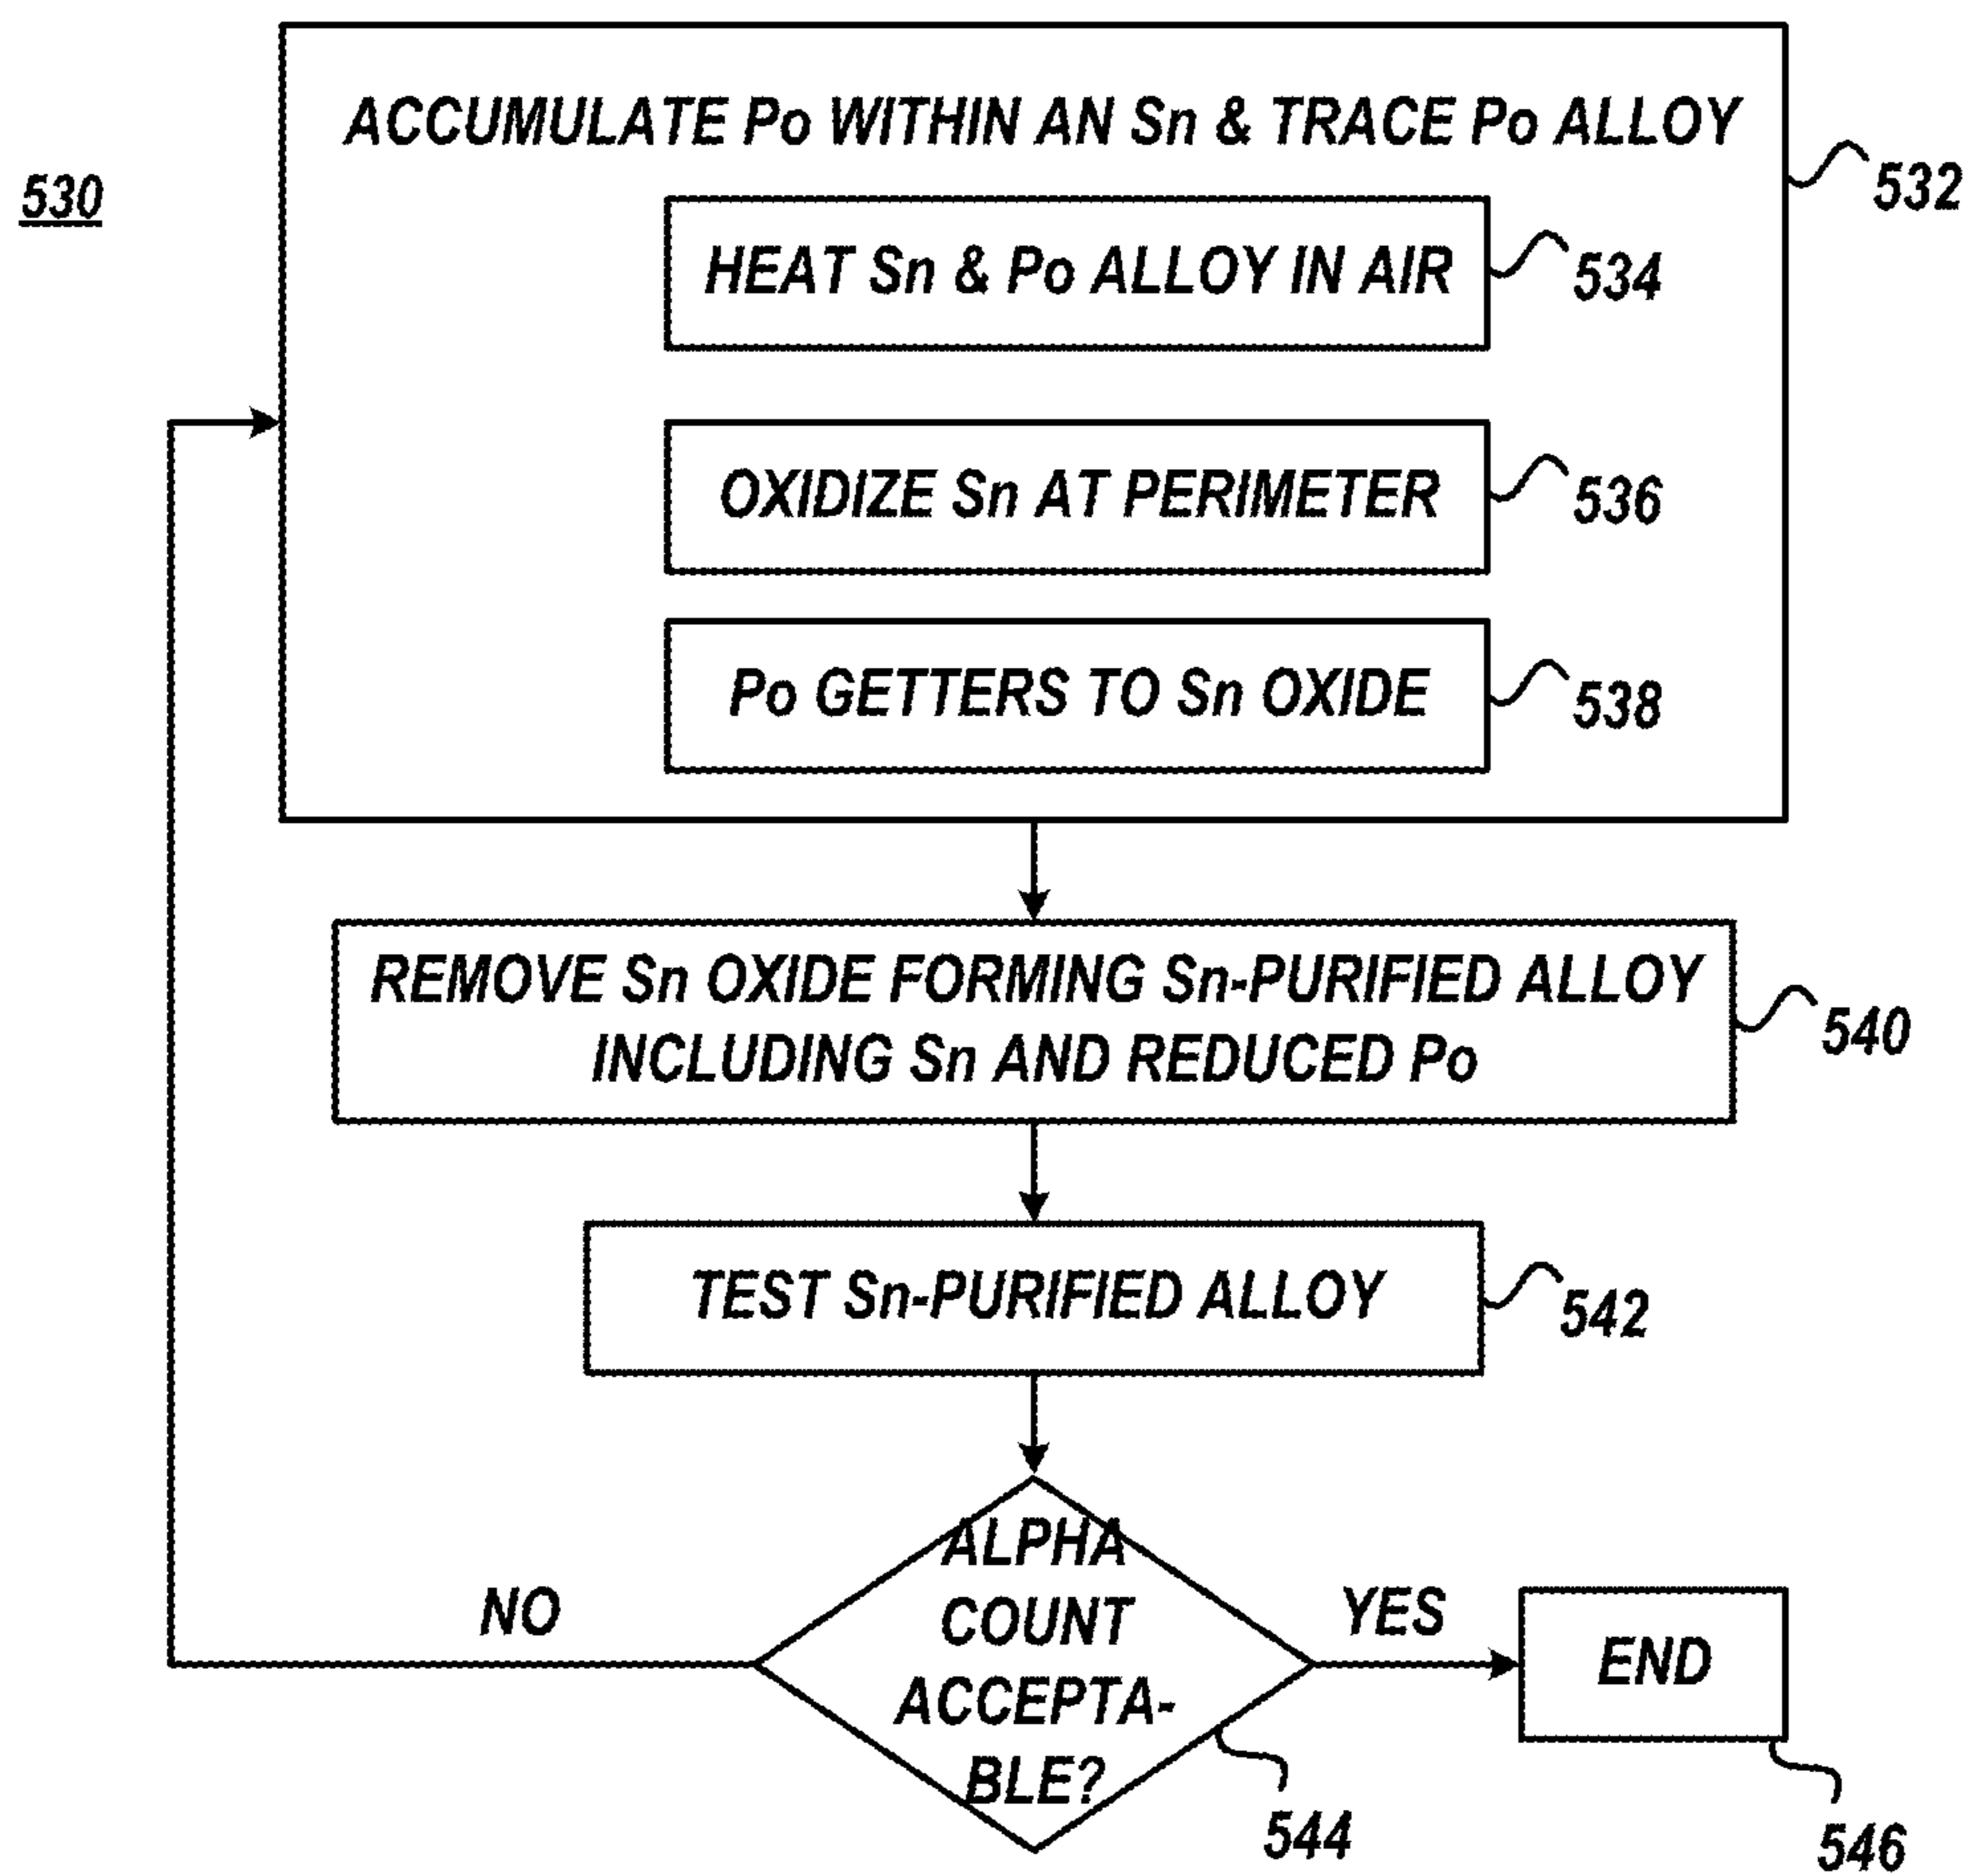 530
ACCUMULATE Po WITHIN AN Sn & TRACE Po ALLOY
532
HEAT Sn & Po ALLOY IN AIR
534
OXIDIZE Sn AT PERIMETER
536
Po GETTERS TO Sn OXIDE
538
REMOVE Sn OXIDE FORMING Sn-PURIFIED ALLOY
INCLUDING Sn AND REDUCED Po
540
TEST Sn-PURIFIED ALLOY
542
ALPHA
COUNT
ACCEPTA-
BLE?
544
NO
YES
END
546